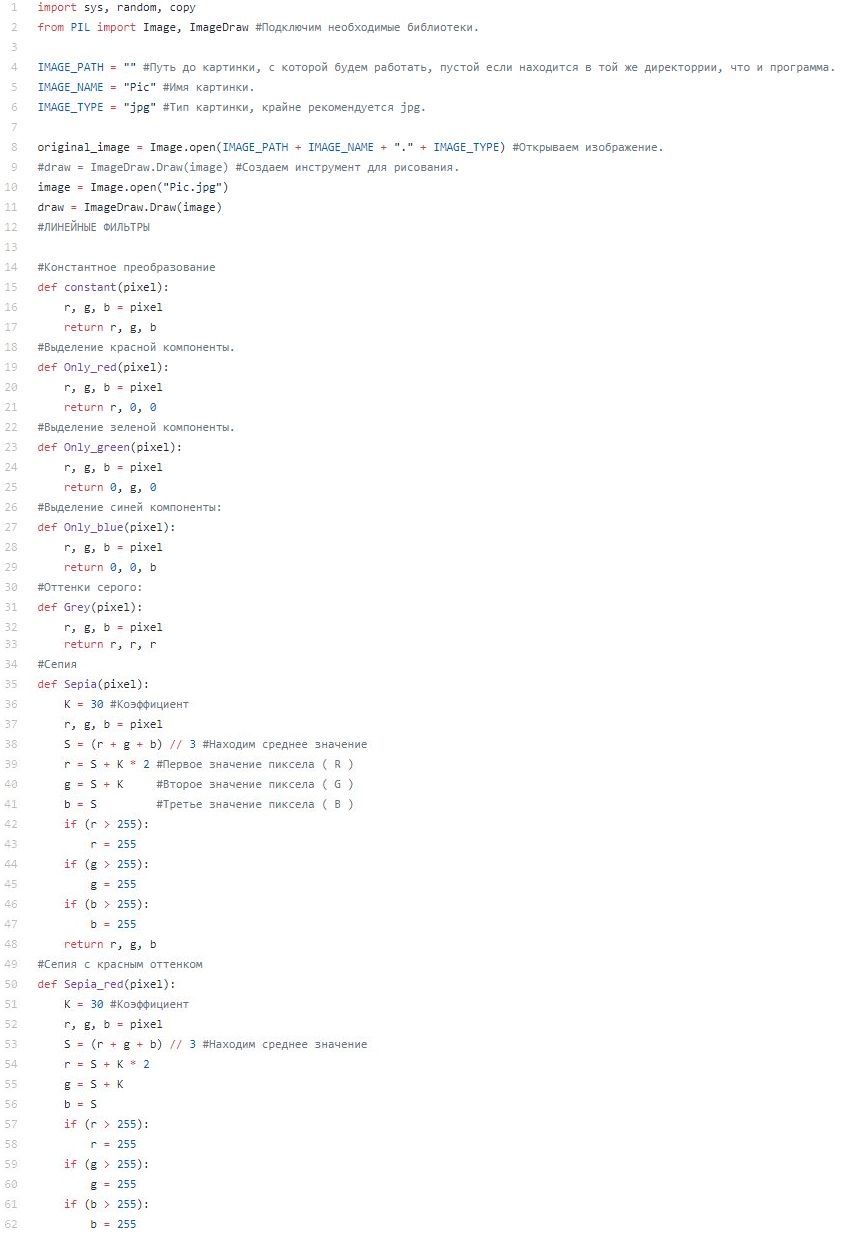 1 import sys, random, copy
2 from PIL import Image, ImageDraw #Подключим необходимые библиотеки.
3
4 IMAGE_PATH = "" #Путь до картинки, с которой будем работать, пустой если находится в той же директоррии, что и программа.
5 IMAGE_NAME = "Pic" #Имя картинки.
6 IMAGE_TYPE = "jpg" #Тип картинки, крайне рекомендуется jpg.
7
8 original_image = Image.open(IMAGE_PATH + IMAGE_NAME + "." + IMAGE_TYPE) #Открываем изображение.
9 #draw = ImageDraw.Draw(image) #Создаем инструмент для рисования.
10 image = Image.open("Pic.jpg")
11 draw = ImageDraw.Draw(image)
12 #ЛИНЕЙНЫЕ ФИЛЬТРЫ
13
14 #Константное преобразование
15 def constant(pixel):
16     r, g, b = pixel
17     return r, g, b
18 #Выделение красной компоненты.
19 def Only_red(pixel):
20     r, g, b = pixel
21     return r, 0, 0
22 #Выделение зеленой компоненты.
23 def Only_green(pixel):
24     r, g, b = pixel
25     return 0, g, 0
26 #Выделение синей компоненты:
27 def Only_blue(pixel):
28     r, g, b = pixel
29     return 0, 0, b
30 #Оттенки серого:
31 def Grey(pixel):
32     r, g, b = pixel
33     return r, r, r
34 #Сепия
35 def Sepia(pixel):
36     K = 30 #Коэффициент
37     r, g, b = pixel
38     S = (r + g + b) // 3 #Находим среднее значение
39     r = S + K * 2 #Первое значение пиксела ( R )
40     g = S + K     #Второе значение пиксела ( G )
41     b = S         #Третье значение пиксела ( B )
42     if (r > 255):
43         r = 255
44     if (g > 255):
45         g = 255
46     if (b > 255):
47         b = 255
48     return r, g, b
49 #Сепия с красным оттенком
50 def Sepia_red(pixel):
51     K = 30 #Коэффициент
52     r, g, b = pixel
53     S = (r + g + b) // 3 #Находим среднее значение
54     r = S + K * 2
55     g = S + K
56     b = S
57     if (r > 255):
58         r = 255
59     if (g > 255):
60         g = 255
61     if (b > 255):
62         b = 255